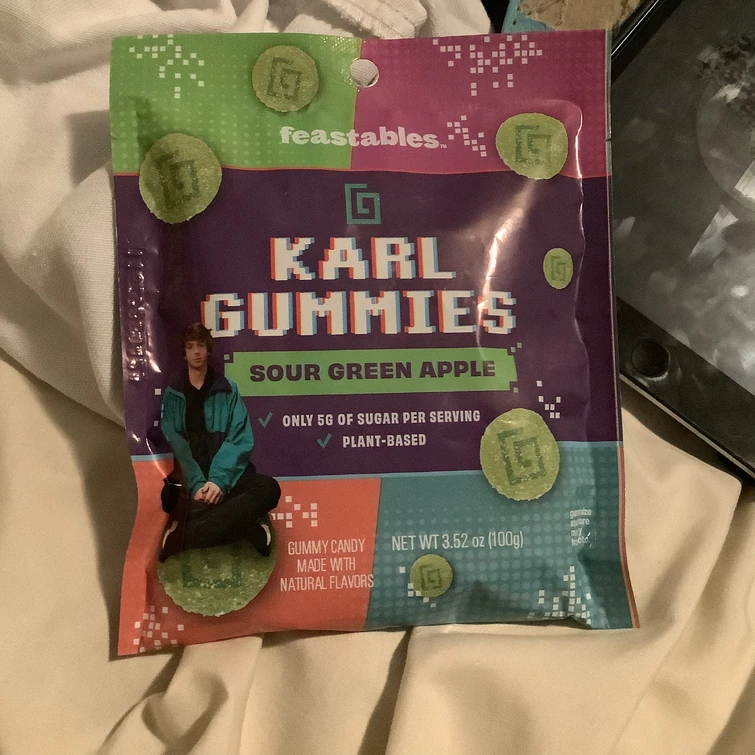 feastables™
KARL
GUMMIES
SOUR GREEN APPLE
✓ ONLY 5G OF SUGAR PER SERVING
✓ PLANT-BASED
GUMMY CANDY
MADE WITH
NATURAL FLAVORS
NET WT 3.52 oz (100g)